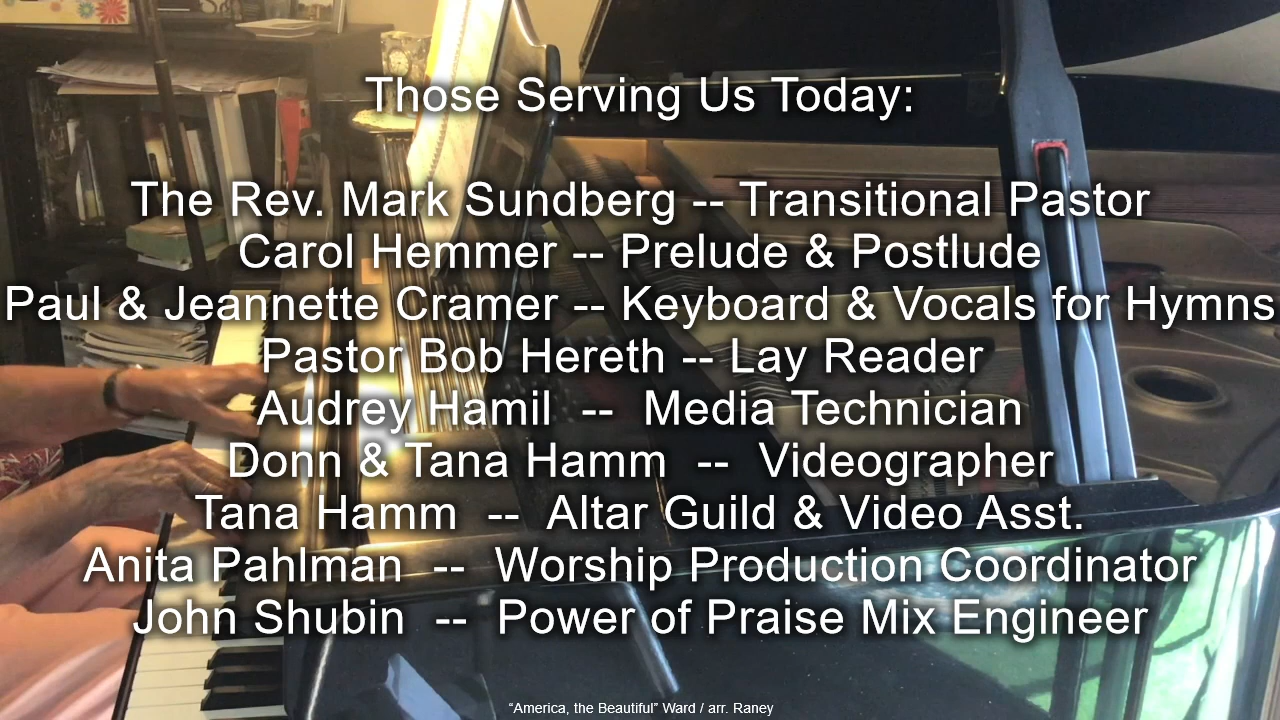 Those Serving Us Today:
The Rev. Mark Sundberg -- Transitional Pastor
Carol Hemmer -- Prelude & Postlude
Paul & Jeannette Cramer -- Keyboard & Vocals for Hymns
Pastor Bob Hereth -- Lay Reader
Audrey Hamil -- Media Technician
Donn & Tana Hamm -- Videographer
Tana Hamm -- Altar Guild & Video Asst.
Anita Pahlman -- Worship Production Coordinator
John Shubin -- Power of Praise Mix Engineer
“America, the Beautiful” Ward / arr. Raney